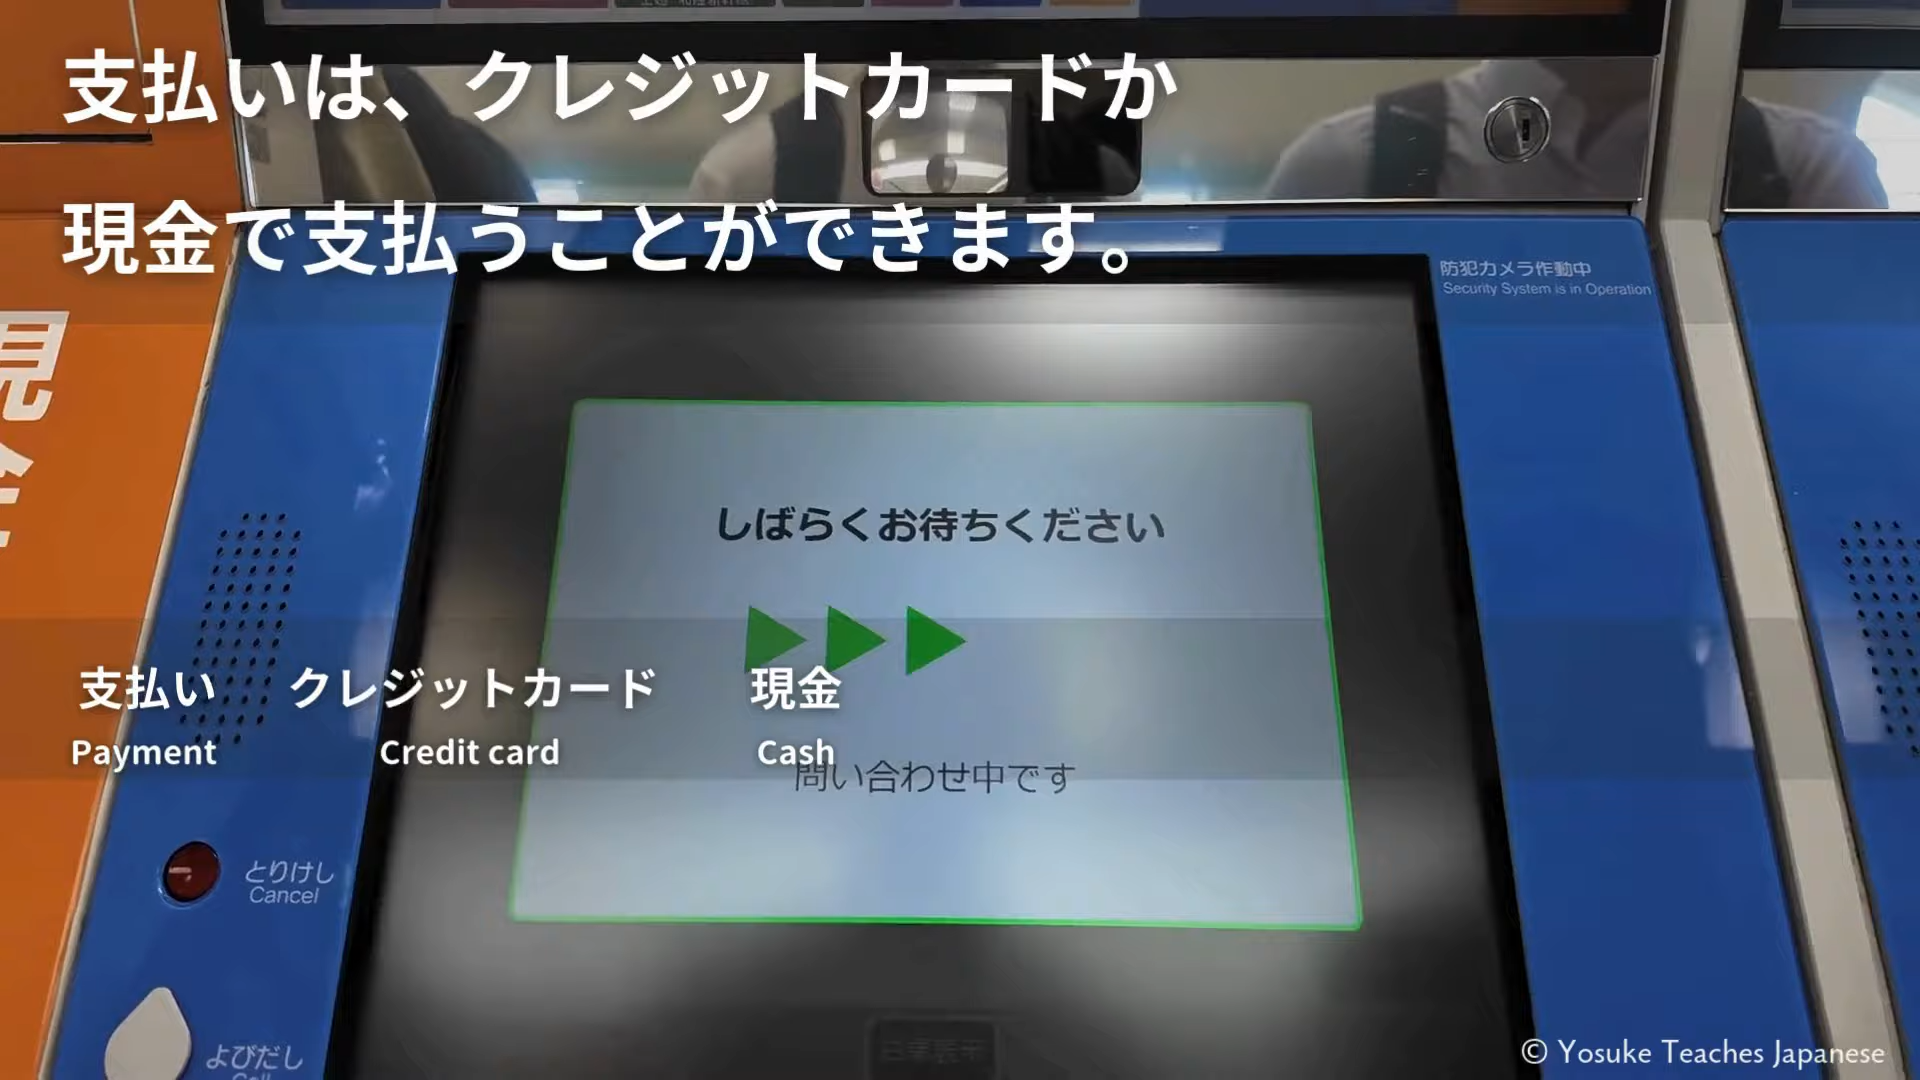 支払いは、クレジットカードか
現金で支払うことができます。
防犯カメラ作動中
Security System is in Operation
現金
しばらくお待ちください
支払い クレジットカード 現金
Payment Credit card Cash
問い合わせ中です
とりけし
Cancel
よびだし
© Yosuke Teaches Japanese